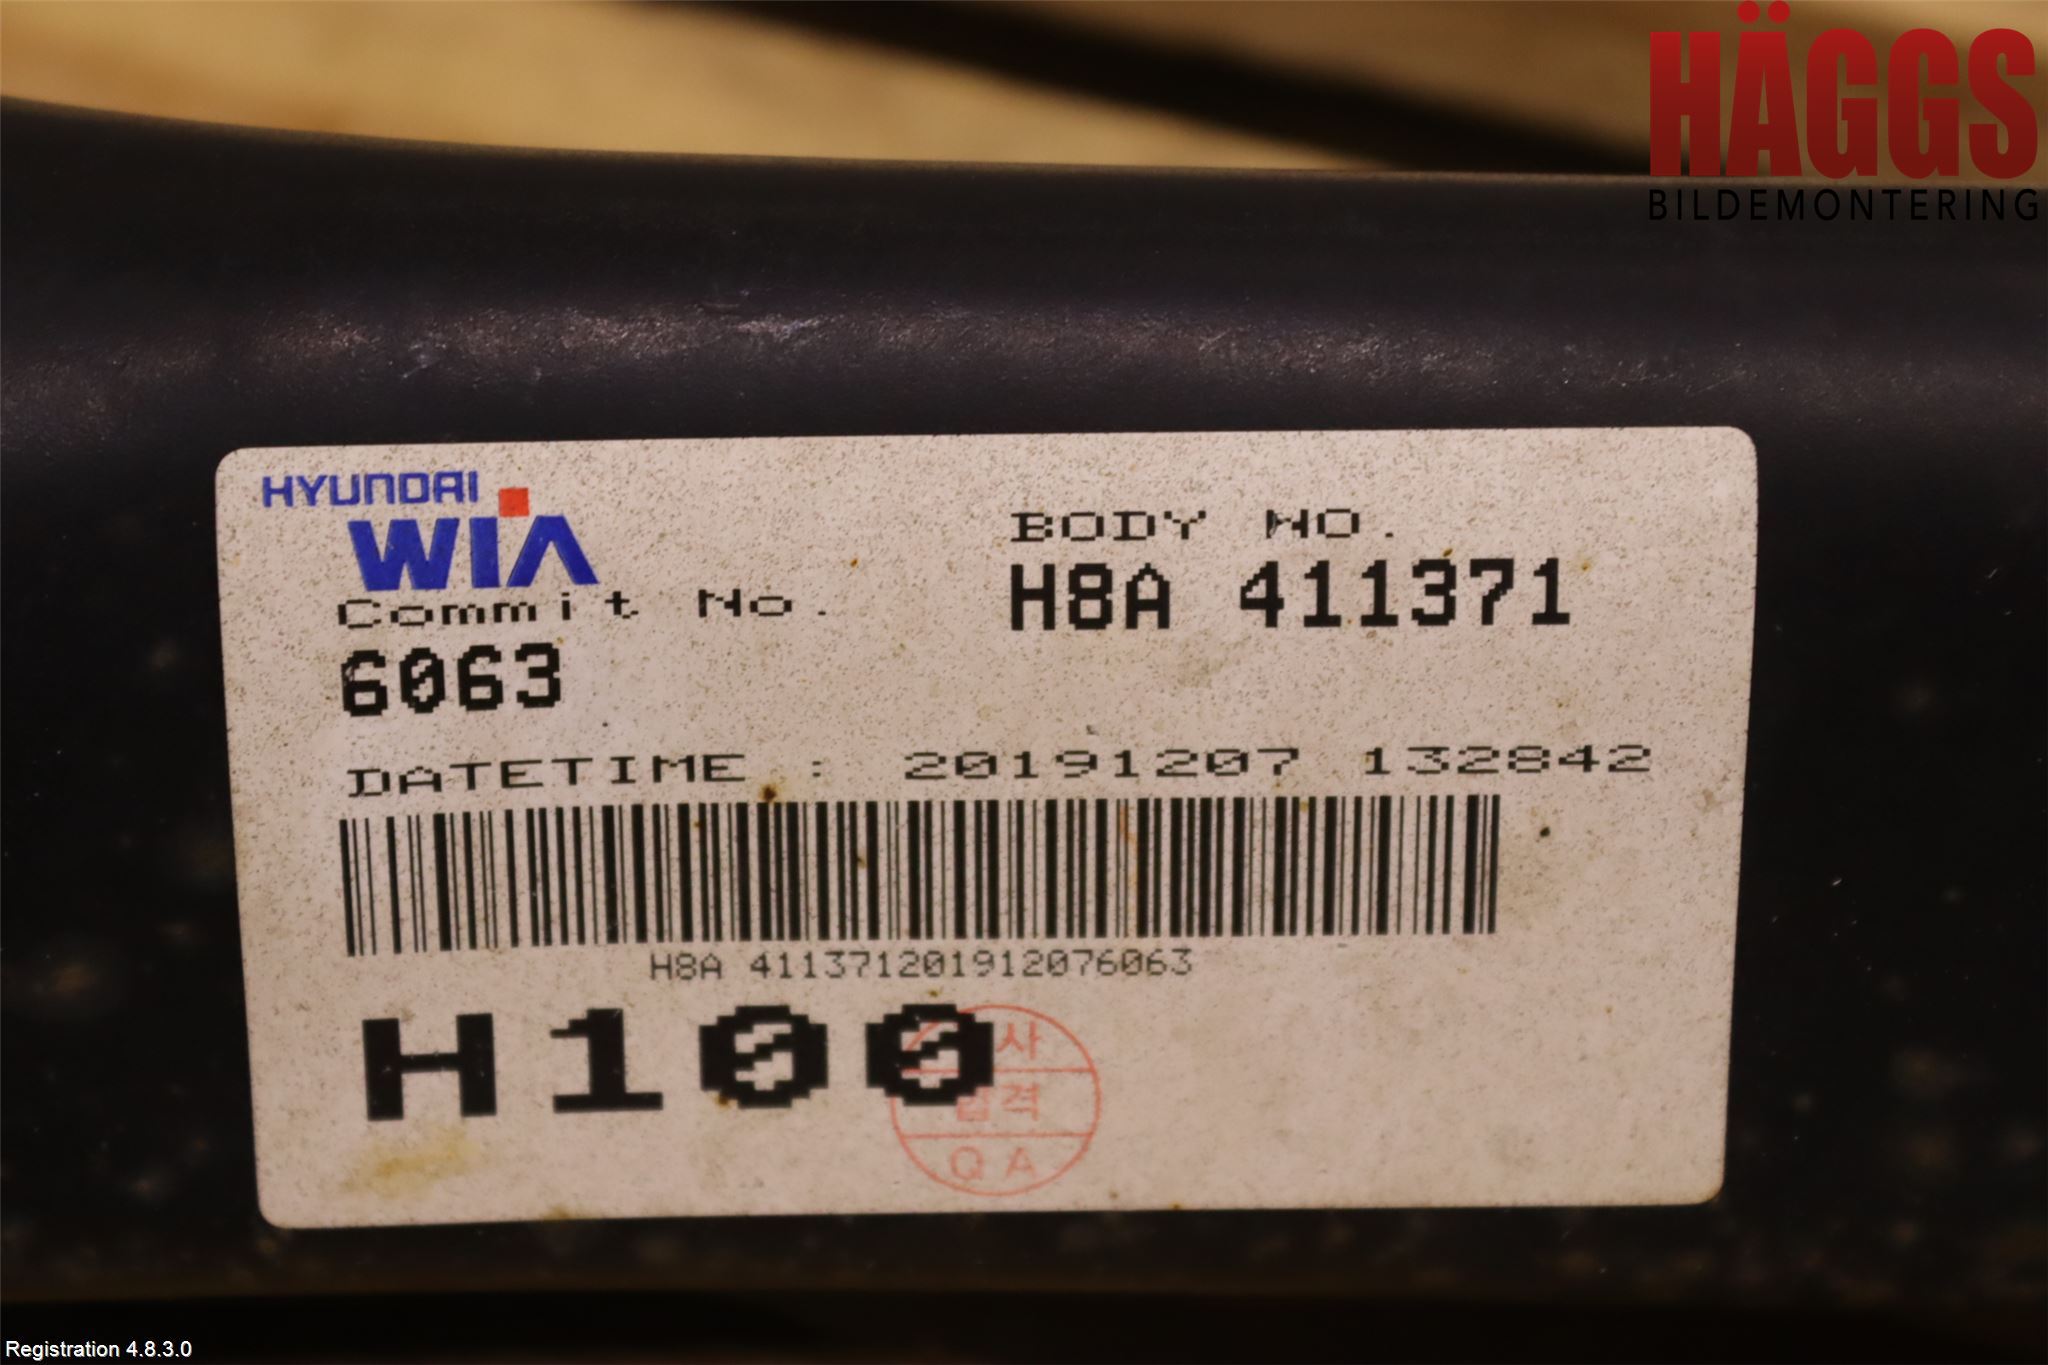 HÄGGS
BILDEMONTERING
HYUNDAI
WIA
BODY NO.
H8A 411371
Commit No.
6063
DATETIME : 20191207 132842
H8A 411371201912076063
H100
사
격
QA
Registration 4.8.3.0